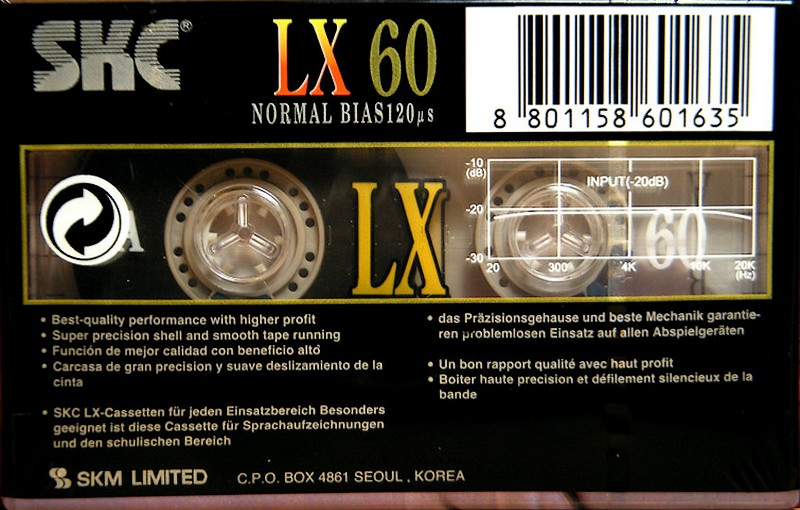 SKC®
LX 60
NORMAL BIAS120µs
8 801158 601635
A
LX
60
-10
(dB)
INPUT(-20dB)
-20
-30
20 300 4K 10K 20K
(Hz)
• Best-quality performance with higher profit
• Super precision shell and smooth tape running
• Función de mejor calidad con beneficio alto
• Carcasa de gran precision y suave deslizamiento de la
cinta
• SKC LX-Cassetten für jeden Einsatzbereich Besonders
geeignet ist diese Cassette für Sprachaufzeichnungen
und den schulischen Bereich
• das Präzisionsgehause und beste Mechanik garantie-
ren problemlosen Einsatz auf allen Abspielgeräten
• Un bon rapport qualité avec haut profit
• Boiter haute precision et défilement silencieux de la
bande
SKM LIMITED C.P.O. BOX 4861 SEOUL , KOREA